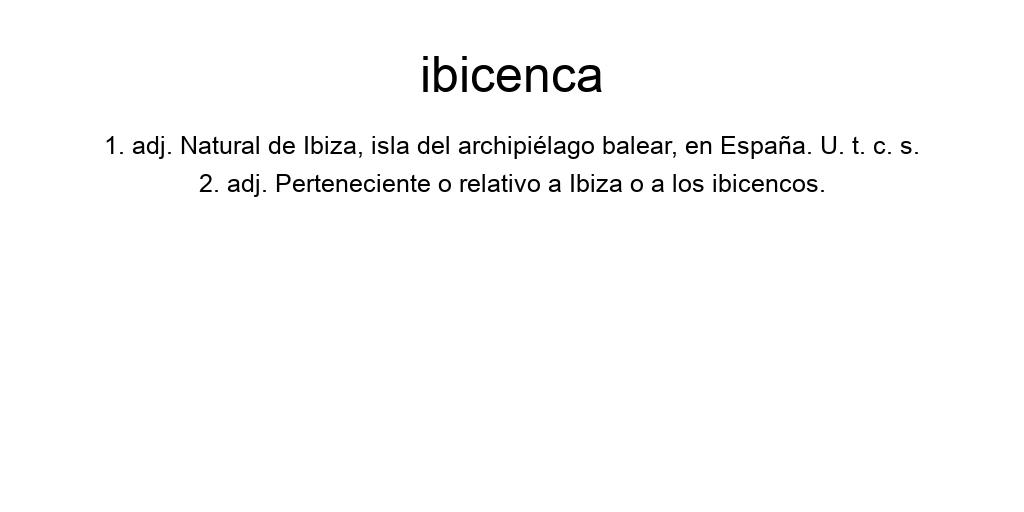 ibicenca
1. adj. Natural de Ibiza, isla del archipiélago balear, en España. U. t. c. s.
2. adj. Perteneciente o relativo a Ibiza o a los ibicencos.